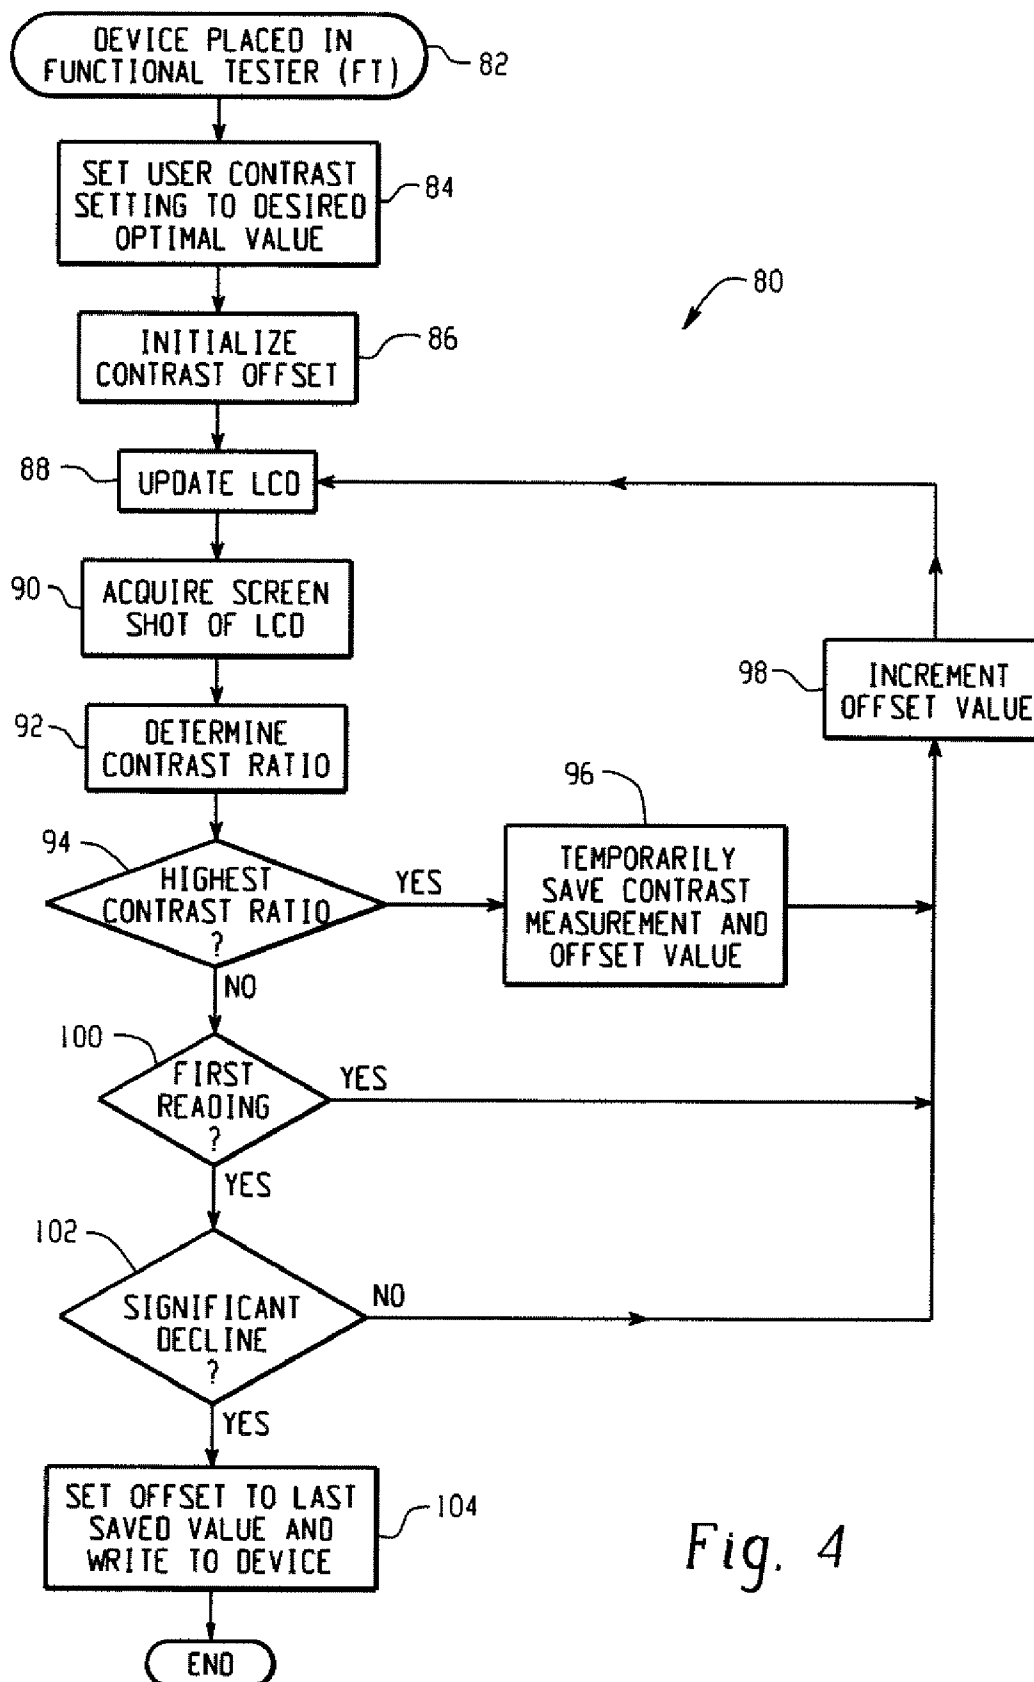 DEVICE PLACED IN
FUNCTIONAL TESTER (FT)
82
SET USER CONTRAST
SETTING TO DESIRED
OPTIMAL VALUE
84
80
INITIALIZE
CONTRAST OFFSET
86
88
UPDATE LCD
90
ACQUIRE SCREEN
SHOT OF LCD
98
INCREMENT
OFFSET VALUE
92
DETERMINE
CONTRAST RATIO
96
TEMPORARILY
SAVE CONTRAST
MEASUREMENT AND
OFFSET VALUE
94
HIGHEST
CONTRAST RATIO
?
YES
NO
100
FIRST
READING
?
YES
YES
102
SIGNIFICANT
DECLINE
?
NO
YES
SET OFFSET TO LAST
SAVED VALUE AND
WRITE TO DEVICE
104
Fig. 4
END